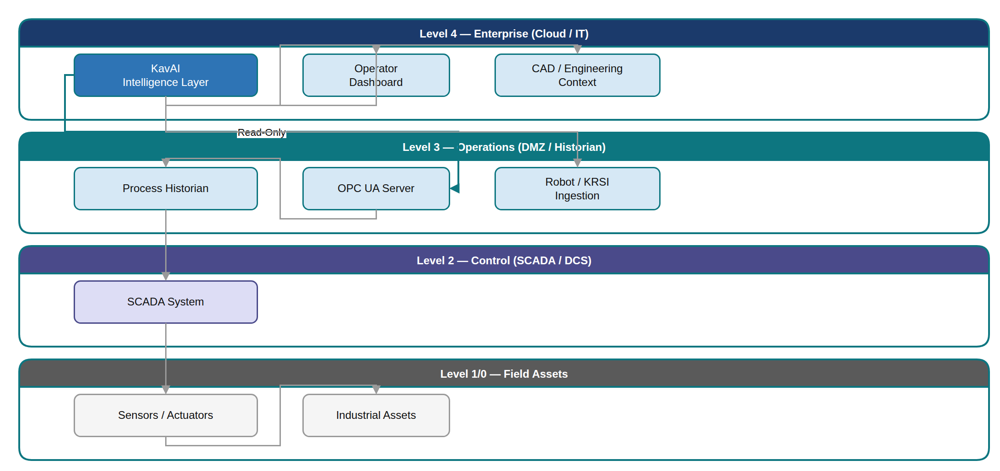 Level 4 — Enterprise (Cloud / IT)
KavAI
Intelligence Layer
Operator
Dashboard
CAD / Engineering
Context
Read-Only
Level 3 — Operations (DMZ / Historian)
Process Historian
OPC UA Server
Robot / KRSI
Ingestion
Level 2 — Control (SCADA / DCS)
SCADA System
Level 1/0 — Field Assets
Sensors / Actuators
Industrial Assets